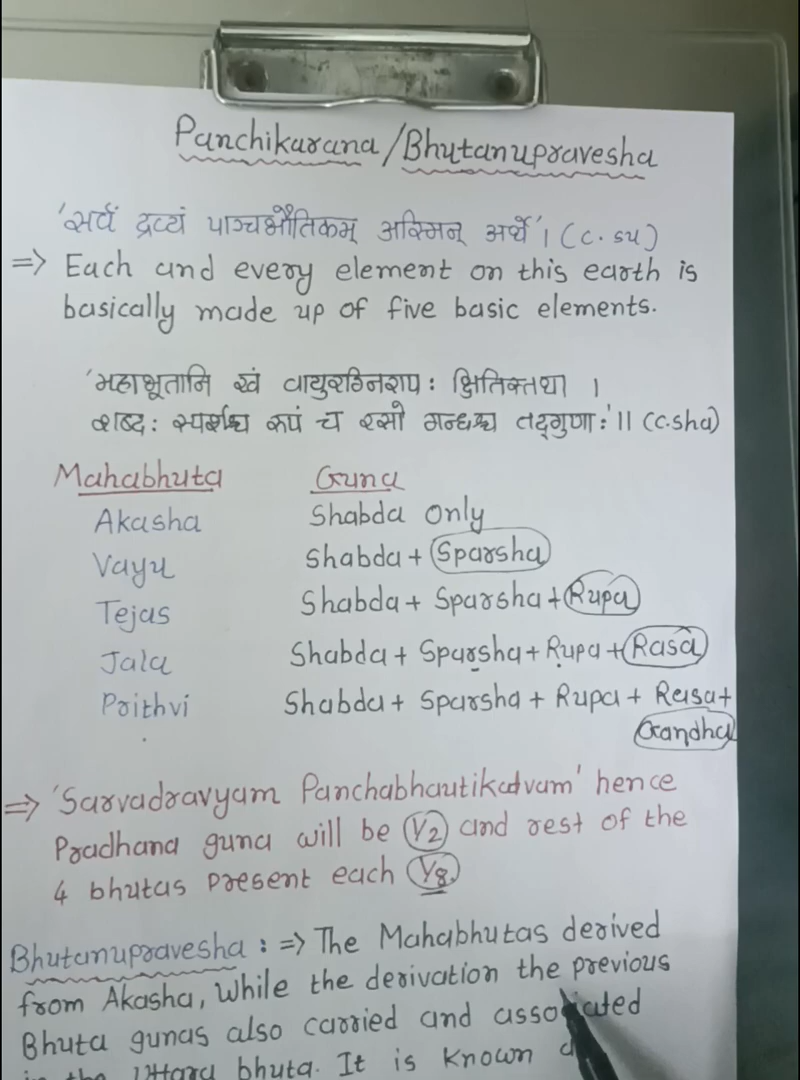 Panchikarana/Bhutanupravesha
'सर्वं द्रव्यं पाञ्चभौतिकम् अस्मिन् अर्थे'। (C. su)
=> Each and every element on this earth is
basically made up of five basic elements.
'महाभूतानि खं वायुरग्निरापः क्षितिस्तथा ।
शब्दः स्पर्शश्च रूपं च रसो गन्धश्च तद्गुणाः'॥ (C.sha)
Mahabhuta Guna
Akasha Shabda only
Vayu Shabda + Sparsha
Tejas Shabda + Sparsha + Rupa
Jala Shabda + Sparsha + Rupa + Rasa
Prithvi Shabda + Sparsha + Rupa + Rasa +
Gandha
=> 'Sarvadravyam Panchabhautikatvam' hence
Pradhana guna will be 1/2 and rest of the
4 bhutas present each 1/8
Bhutanupravesha : => The Mahabhutas derived
from Akasha, While the derivation the previous
Bhuta gunas also carried and associated
in the Uttara bhuta. It is known